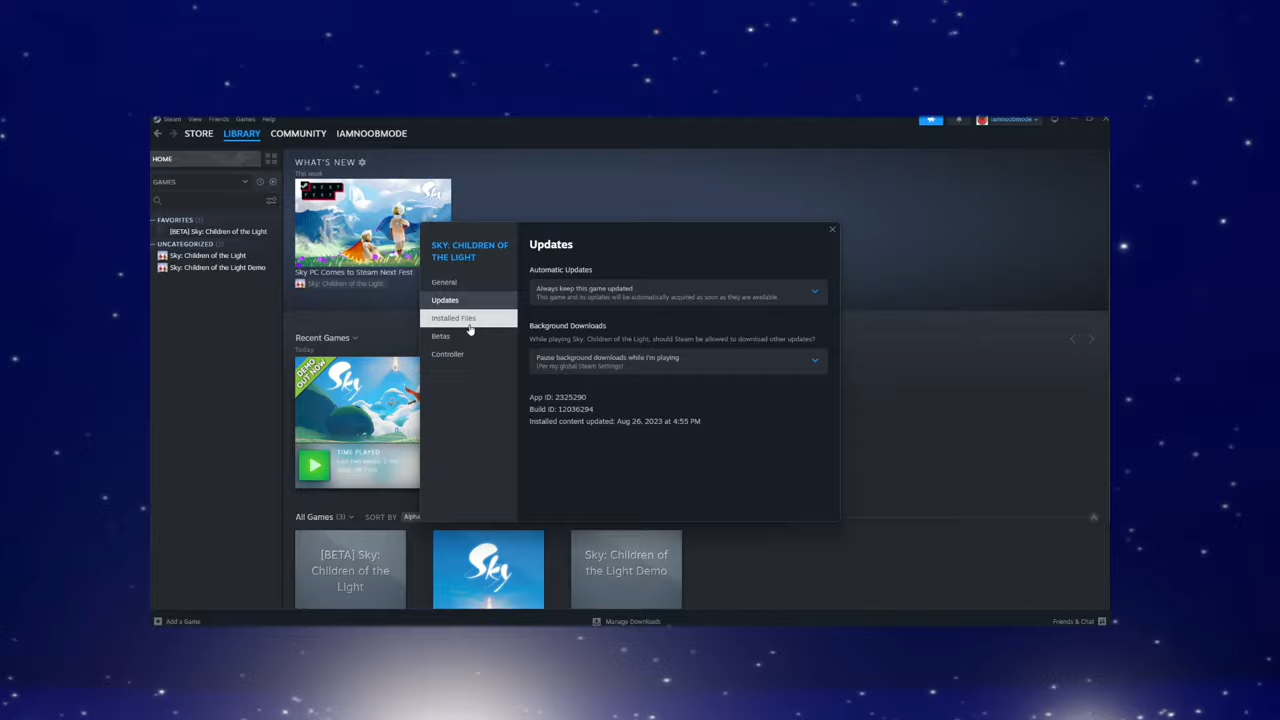 Steam View Friends Games Help
iamnoobmode
STORE LIBRARY COMMUNITY IAMNOOBMODE
HOME
GAMES
FAVORITES (1)
[BETA] Sky: Children of the Light
UNCATEGORIZED (2)
Sky: Children of the Light
Sky: Children of the Light Demo
WHAT'S NEW
This week
NEXT
FEST
Sky
Sky PC Comes to Steam Next Fest
Sky: Children of the Light
Recent Games
Today
DEMO
OUT NOW
Sky
TIME PLAYED
SKY: CHILDREN OF
THE LIGHT
General
Updates
Installed Files
Betas
Controller
Updates
Automatic Updates
Always keep this game updated
This game and its updates will be automatically acquired as soon as they are available.
Background Downloads
While playing Sky: Children of the Light, should Steam be allowed to download other updates?
Pause background downloads while I'm playing
(Per my global Steam Settings)
App ID: 2325290
Build ID: 12036294
Installed content updated: Aug 26, 2023 at 4:55 PM
All Games (3) SORT BY Alpha
[BETA] Sky:
Children of the
Light
Sky
Sky: Children of
the Light Demo
Add a Game
Manage Downloads
Friends & Chat